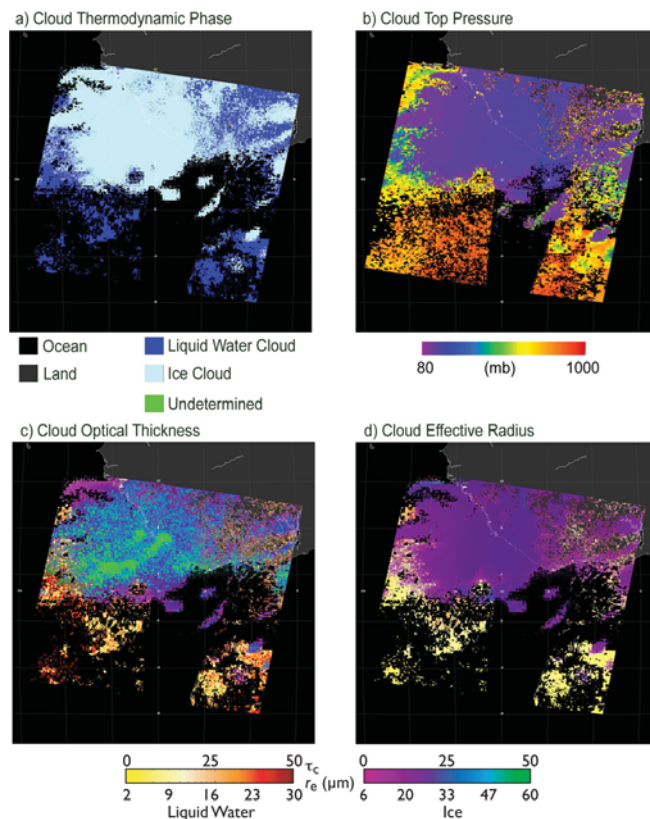 a) Cloud Thermodynamic Phase
b) Cloud Top Pressure
Ocean
Liquid Water Cloud
Land
Ice Cloud
Undetermined
80 (mb) 1000
c) Cloud Optical Thickness
d) Cloud Effective Radius
0 25 50 τc 0 25 50
2 9 16 23 30 re (μm) 6 20 33 47 60
Liquid Water
Ice